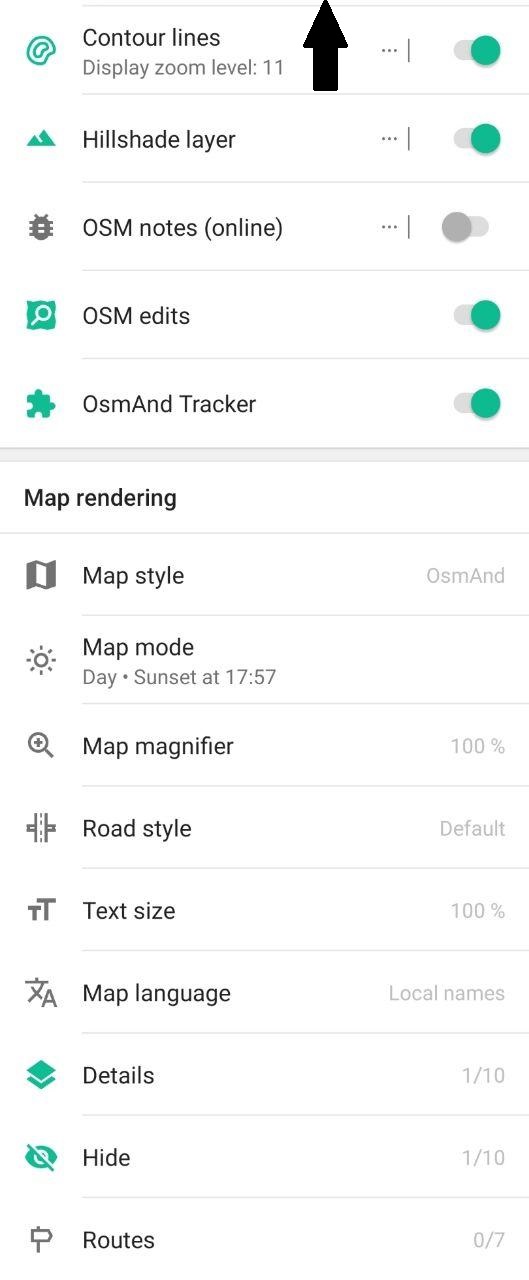 Contour lines
Display zoom level: 11
Hillshade layer
OSM notes (online)
OSM edits
OsmAnd Tracker
Map rendering
Map style OsmAnd
Map mode
Day • Sunset at 17:57
Map magnifier 100 %
Road style Default
Text size 100 %
Map language Local names
Details 1/10
Hide 1/10
Routes 0/7